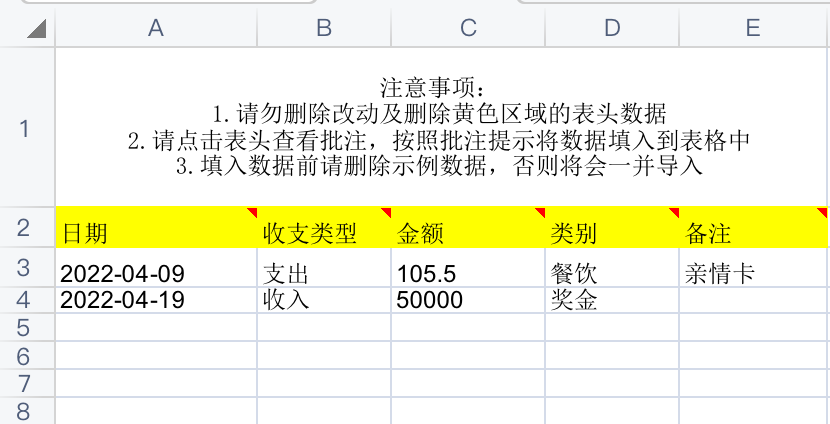 A B C D E
1
注意事项：
1.请勿删除改动及删除黄色区域的表头数据
2.请点击表头查看批注，按照批注提示将数据填入到表格中
3.填入数据前请删除示例数据，否则将会一并导入
2 日期 收支类型 金额 类别 备注
3 2022-04-09 支出 105.5 餐饮 亲情卡
4 2022-04-19 收入 50000 奖金
5
6
7
8